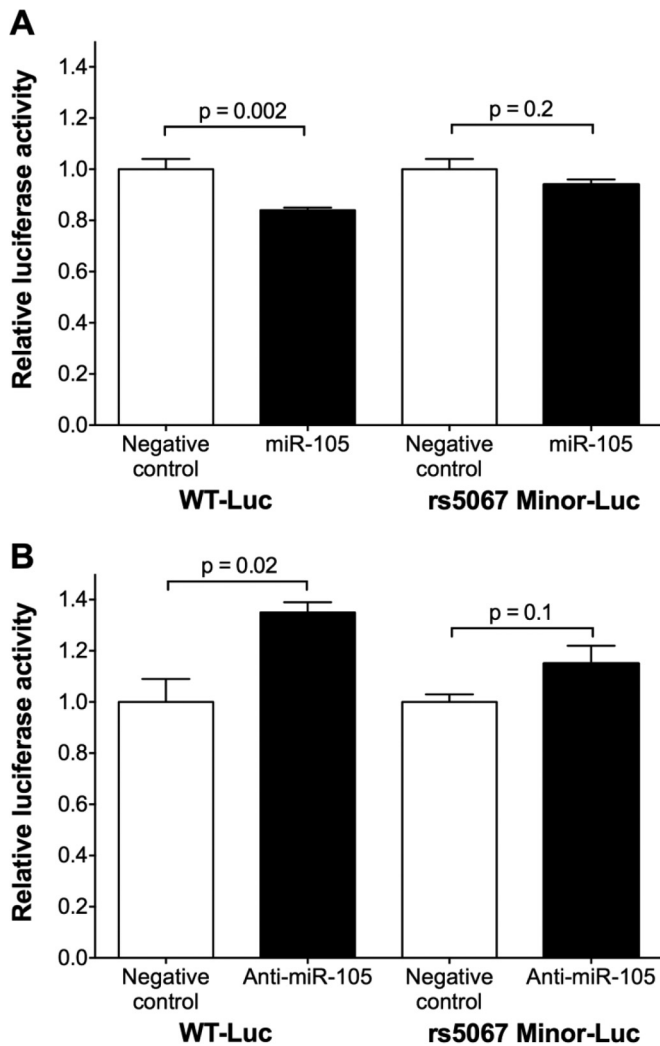 A
Relative luciferase activity
1.4
1.2
1.0
0.8
0.6
0.4
0.2
0.0
p = 0.002
p = 0.2
Negative
control
miR-105
Negative
control
miR-105
WT-Luc
rs5067 Minor-Luc
B
Relative luciferase activity
1.4
1.2
1.0
0.8
0.6
0.4
0.2
0.0
p = 0.02
p = 0.1
Negative
control
Anti-miR-105
Negative
control
Anti-miR-105
WT-Luc
rs5067 Minor-Luc